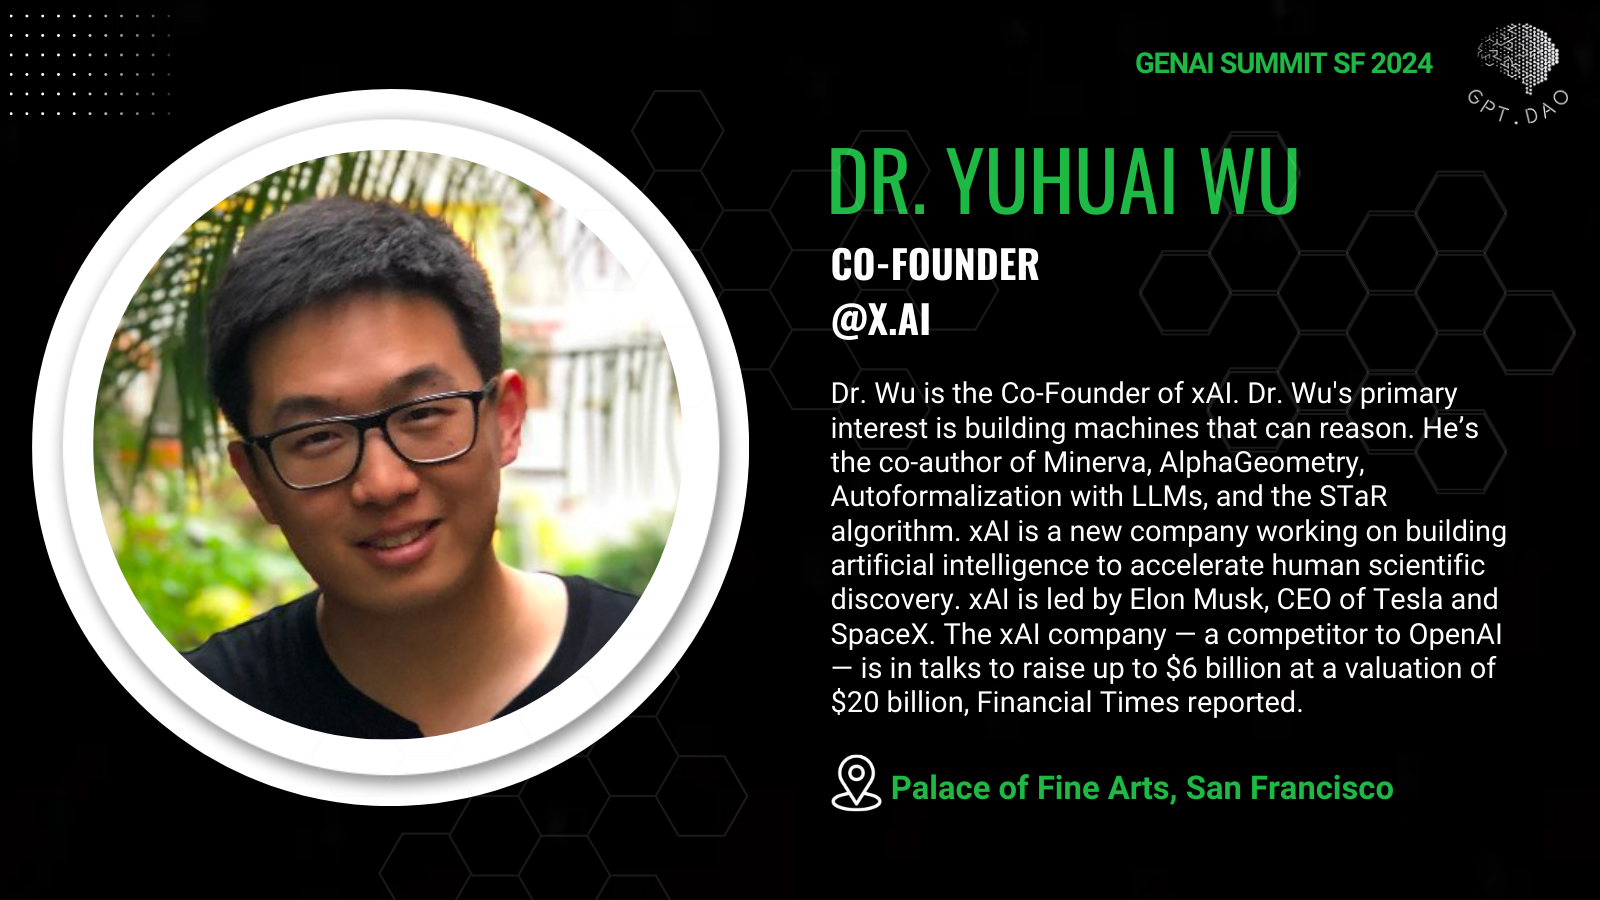 GENAI SUMMIT SF 2024
GPT.DAO
DR. YUHUAI WU
CO-FOUNDER
@X.AI
Dr. Wu is the Co-Founder of xAI. Dr. Wu's primary
interest is building machines that can reason. He’s
the co-author of Minerva, AlphaGeometry,
Autoformalization with LLMs, and the STaR
algorithm. xAI is a new company working on building
artificial intelligence to accelerate human scientific
discovery. xAI is led by Elon Musk, CEO of Tesla and
SpaceX. The xAI company — a competitor to OpenAI
— is in talks to raise up to $6 billion at a valuation of
$20 billion, Financial Times reported.
Palace of Fine Arts, San Francisco